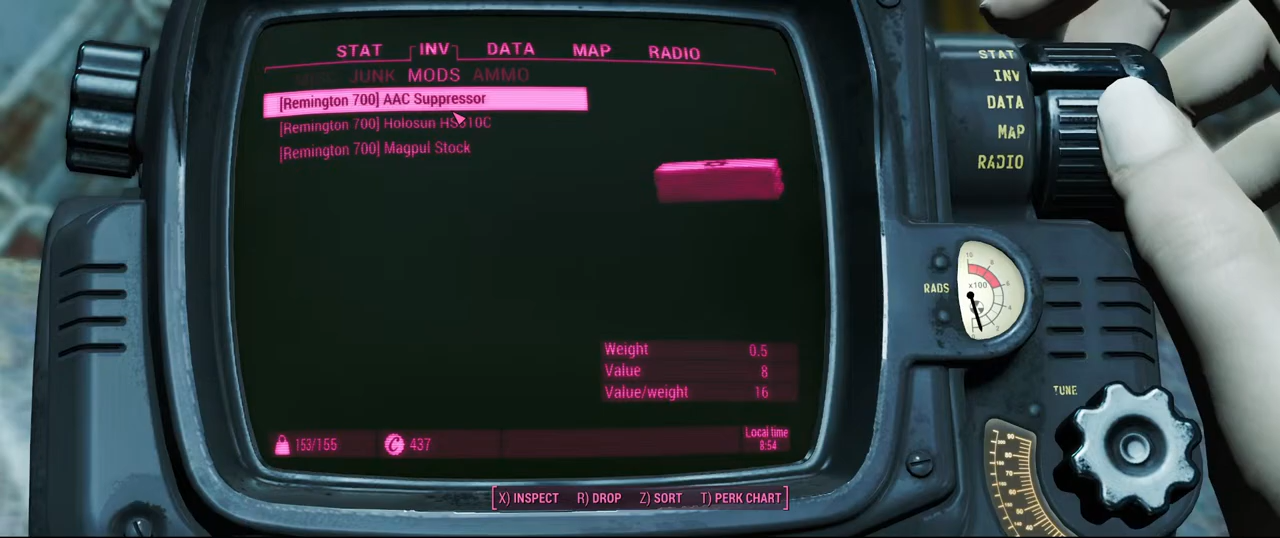 STAT INV DATA MAP RADIO
JUNK MODS AMMO
[Remington 700] AAC Suppressor
[Remington 700] Holosun HS510C
[Remington 700] Magpul Stock
Weight 0.5
Value 8
Value/weight 16
153/155 437 Local time
8:54
X) INSPECT R) DROP Z) SORT T) PERK CHART
STAT
INV
DATA
MAP
RADIO
RADS
x100
TUNE